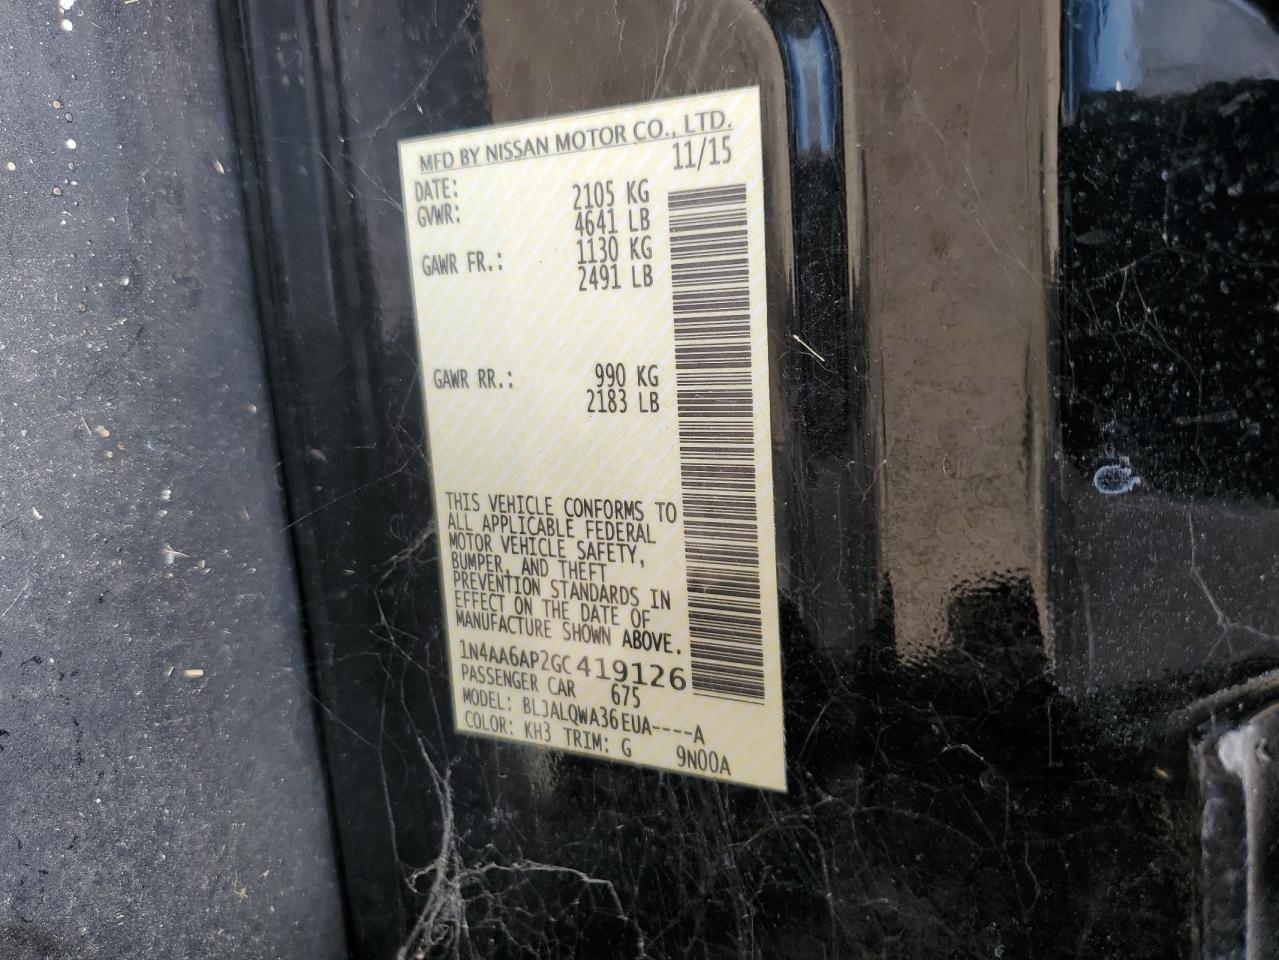 MFD BY NISSAN MOTOR CO., LTD.
DATE: 11/15
GVWR: 2105 KG
4641 LB
GAWR FR.: 1130 KG
2491 LB
GAWR RR.: 990 KG
2183 LB
THIS VEHICLE CONFORMS TO
ALL APPLICABLE FEDERAL
MOTOR VEHICLE SAFETY,
BUMPER, AND THEFT
PREVENTION STANDARDS IN
EFFECT ON THE DATE OF
MANUFACTURE SHOWN ABOVE.
1N4AA6AP2GC419126
PASSENGER CAR 675
MODEL: BLJALQWA36EUA----A
COLOR: KH3 TRIM: G 9N00A